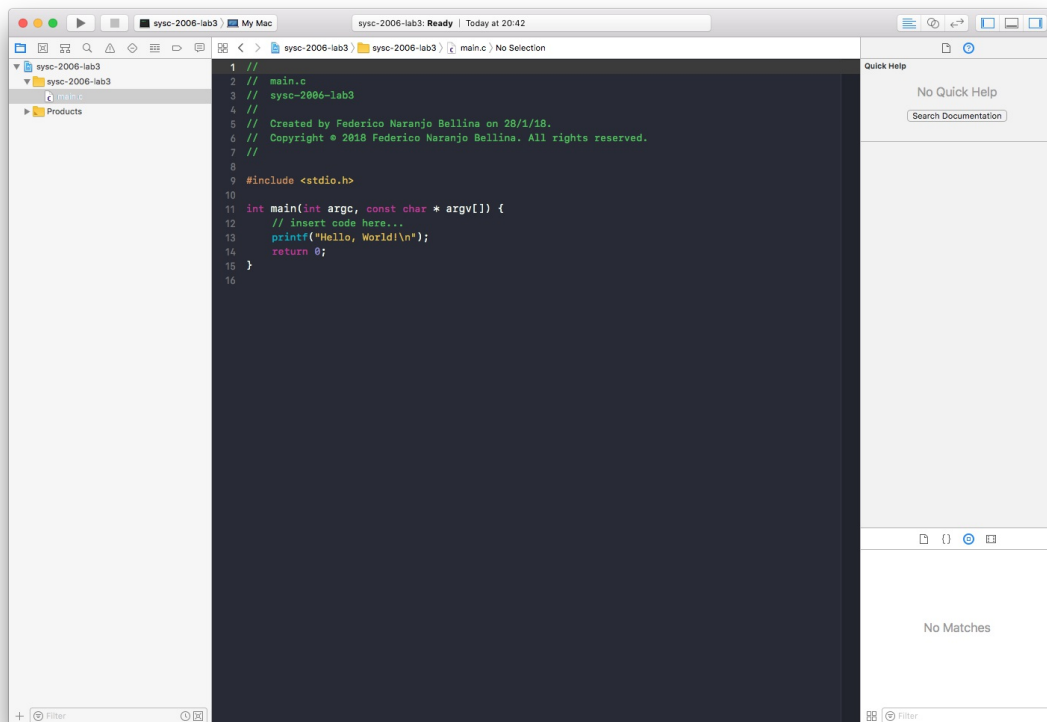 sysc-2006-lab3 〉 My Mac
sysc-2006-lab3: Ready | Today at 20:42
sysc-2006-lab3 〉 sysc-2006-lab3 〉 main.c 〉 No Selection
sysc-2006-lab3
sysc-2006-lab3
main.c
Products
1 //
2 //  main.c
3 //  sysc-2006-lab3
4 //
5 //  Created by Federico Naranjo Bellina on 28/1/18.
6 //  Copyright © 2018 Federico Naranjo Bellina. All rights reserved.
7 //
8
9 #include <stdio.h>
10
11 int main(int argc, const char * argv[]) {
12     // insert code here...
13     printf("Hello, World!\n");
14     return 0;
15 }
16
Quick Help
No Quick Help
Search Documentation
{}
No Matches
Filter
Filter